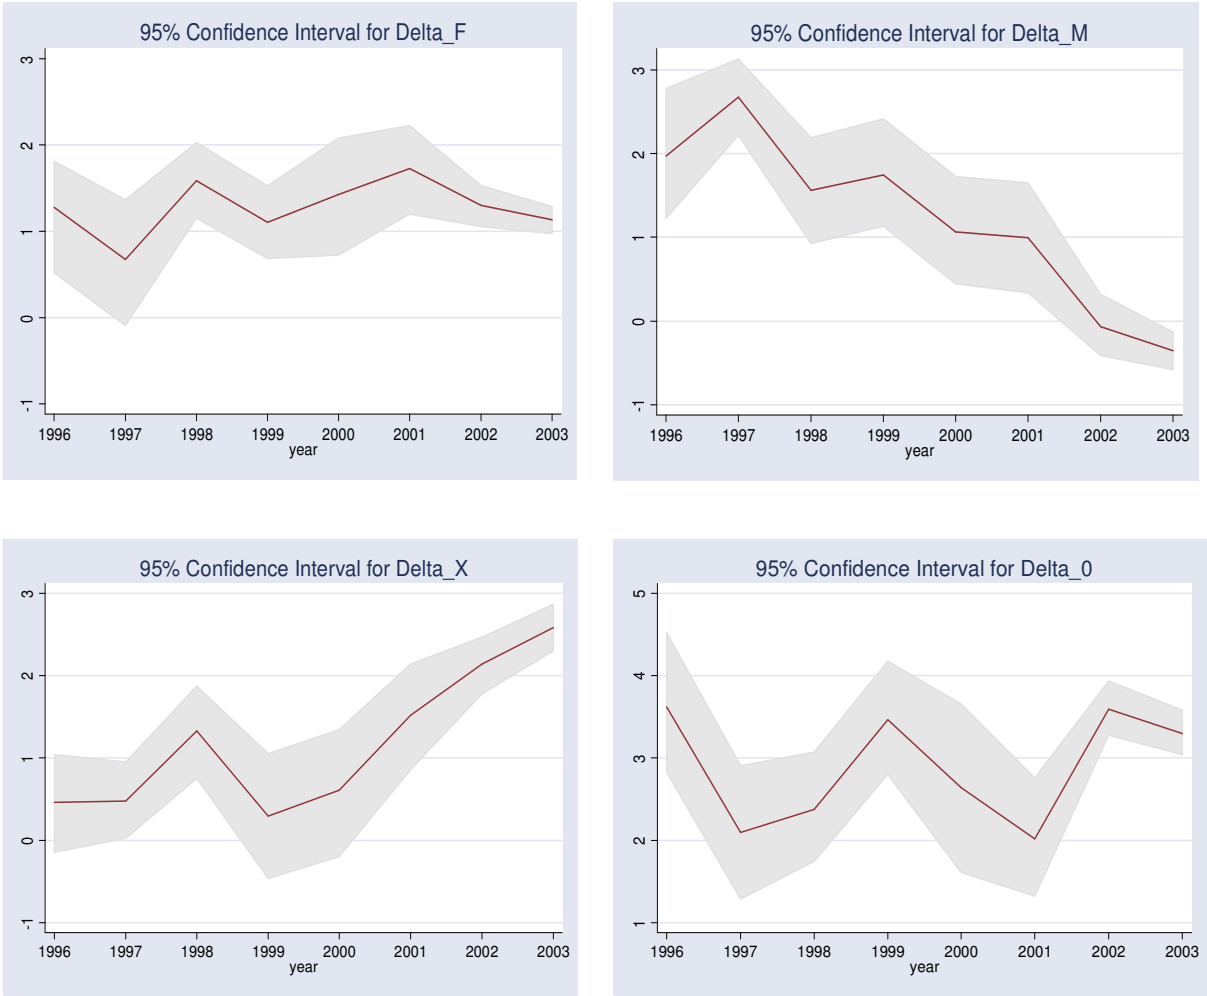 95% Confidence Interval for Delta_F
3
2
1
0
-1
1996 1997 1998 1999 2000 2001 2002 2003
year
95% Confidence Interval for Delta_M
3
2
1
0
-1
1996 1997 1998 1999 2000 2001 2002 2003
year
95% Confidence Interval for Delta_X
3
2
1
0
-1
1996 1997 1998 1999 2000 2001 2002 2003
year
95% Confidence Interval for Delta_0
5
4
3
2
1
1996 1997 1998 1999 2000 2001 2002 2003
year